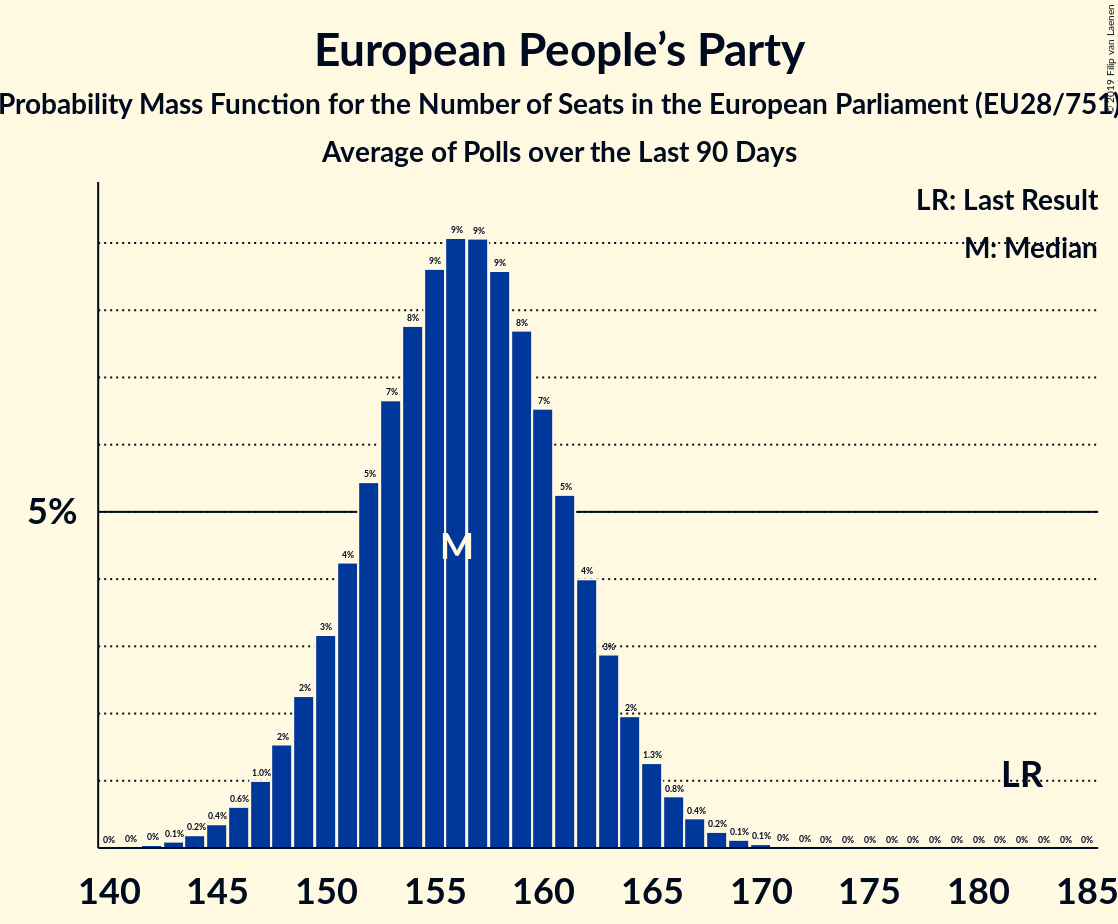 European People’s Party
Probability Mass Function for the Number of Seats in the European Parliament (EU28/751)
Average of Polls over the Last 90 Days
© 2019 Filip van Laenen
LR: Last Result
M: Median
5%
0% 0% 0% 0.1% 0.2% 0.4% 0.6% 1.0% 2% 2% 3% 4% 5% 7% 8% 9% 9% 9% 9% 8% 7% 5% 4% 3% 2% 1.3% 0.8% 0.4% 0.2% 0.1% 0.1% 0% 0% 0% 0% 0% 0% 0% 0% 0% 0% 0% 0% 0% 0% 0%
M
LR
140 145 150 155 160 165 170 175 180 185